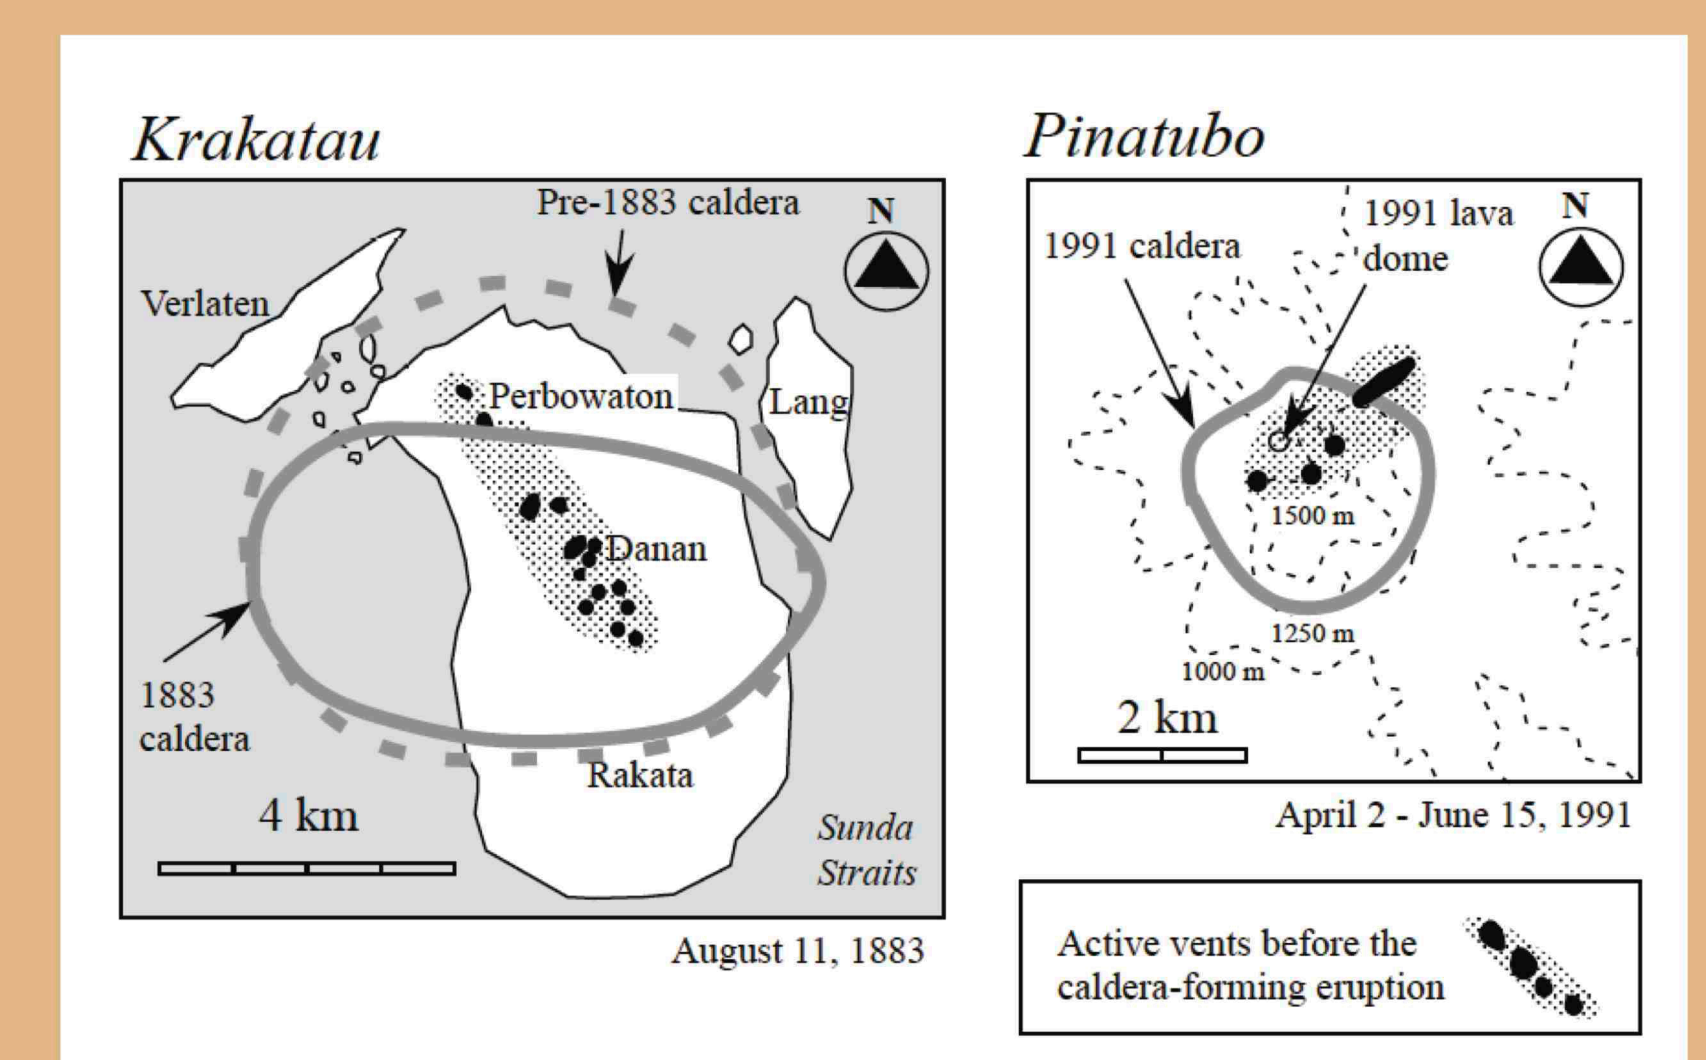 Krakatau
Pre-1883 caldera
N
Verlaten
Perbowaton
Lang
Danan
1883
caldera
Rakata
4 km
Sunda
Straits
August 11, 1883
Pinatubo
1991 lava
dome
N
1991 caldera
1500 m
1250 m
1000 m
2 km
April 2 - June 15, 1991
Active vents before the
caldera-forming eruption